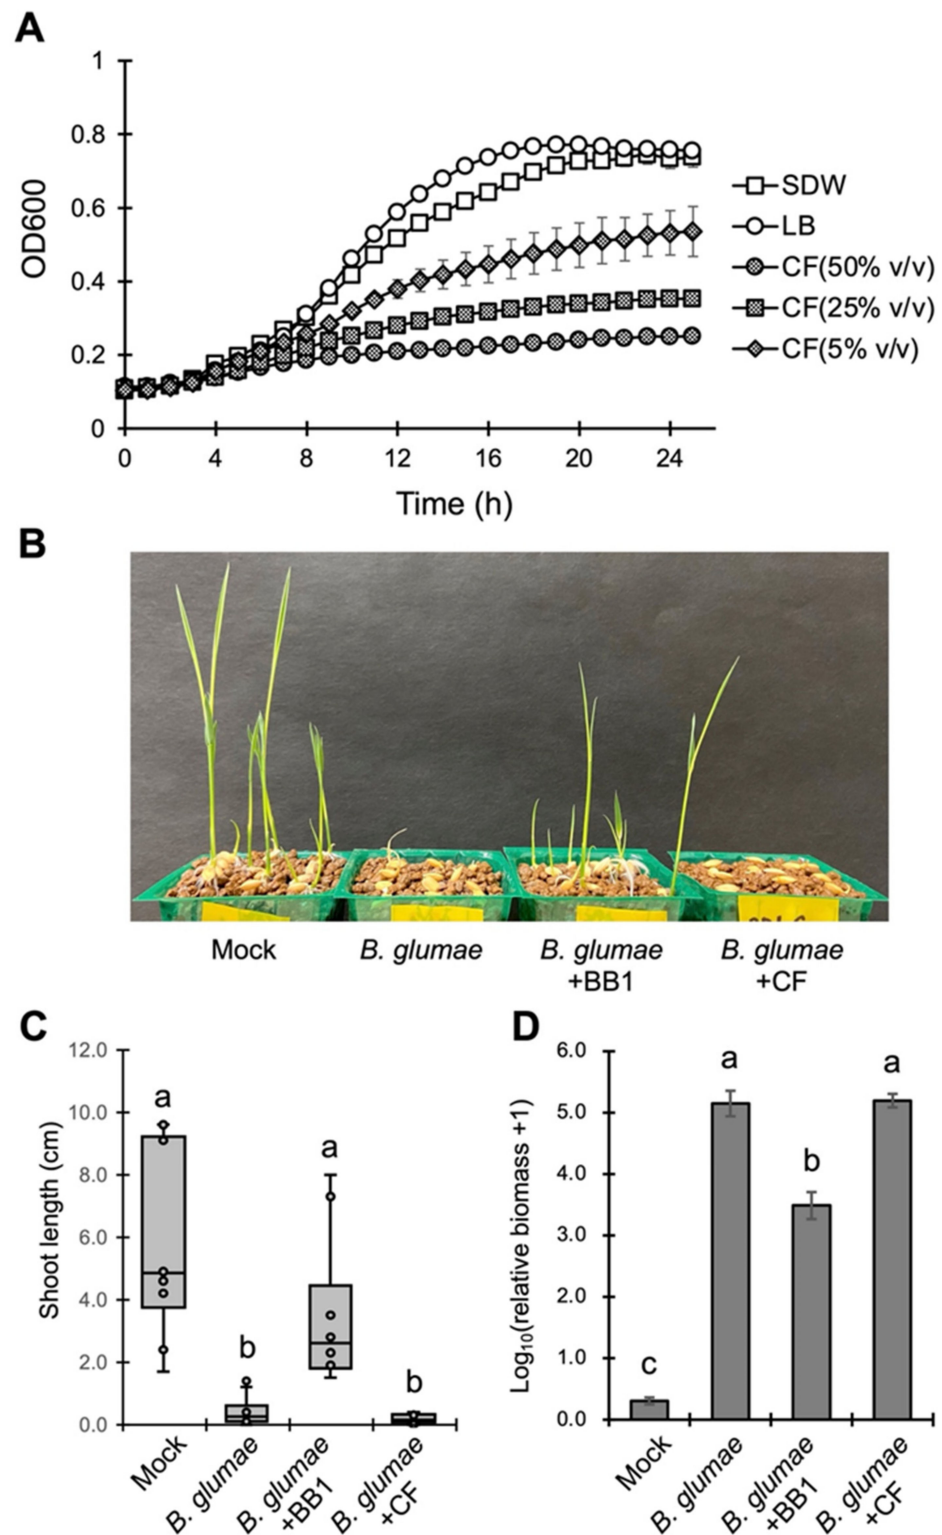 A
1
0.8
0.6
0.4
0.2
0
OD600
0 4 8 12 16 20 24
Time (h)
SDW
LB
CF(50% v/v)
CF(25% v/v)
CF(5% v/v)
B
Mock
B. glumae
B. glumae
+BB1
B. glumae
+CF
C
12.0
10.0
8.0
6.0
4.0
2.0
0.0
Shoot length (cm)
a
b
a
b
Mock
B. glumae
B. glumae
+BB1
B. glumae
+CF
D
6.0
5.0
4.0
3.0
2.0
1.0
0.0
Log₁₀(relative biomass +1)
c
a
b
a
Mock
B. glumae
B. glumae
+BB1
B. glumae
+CF